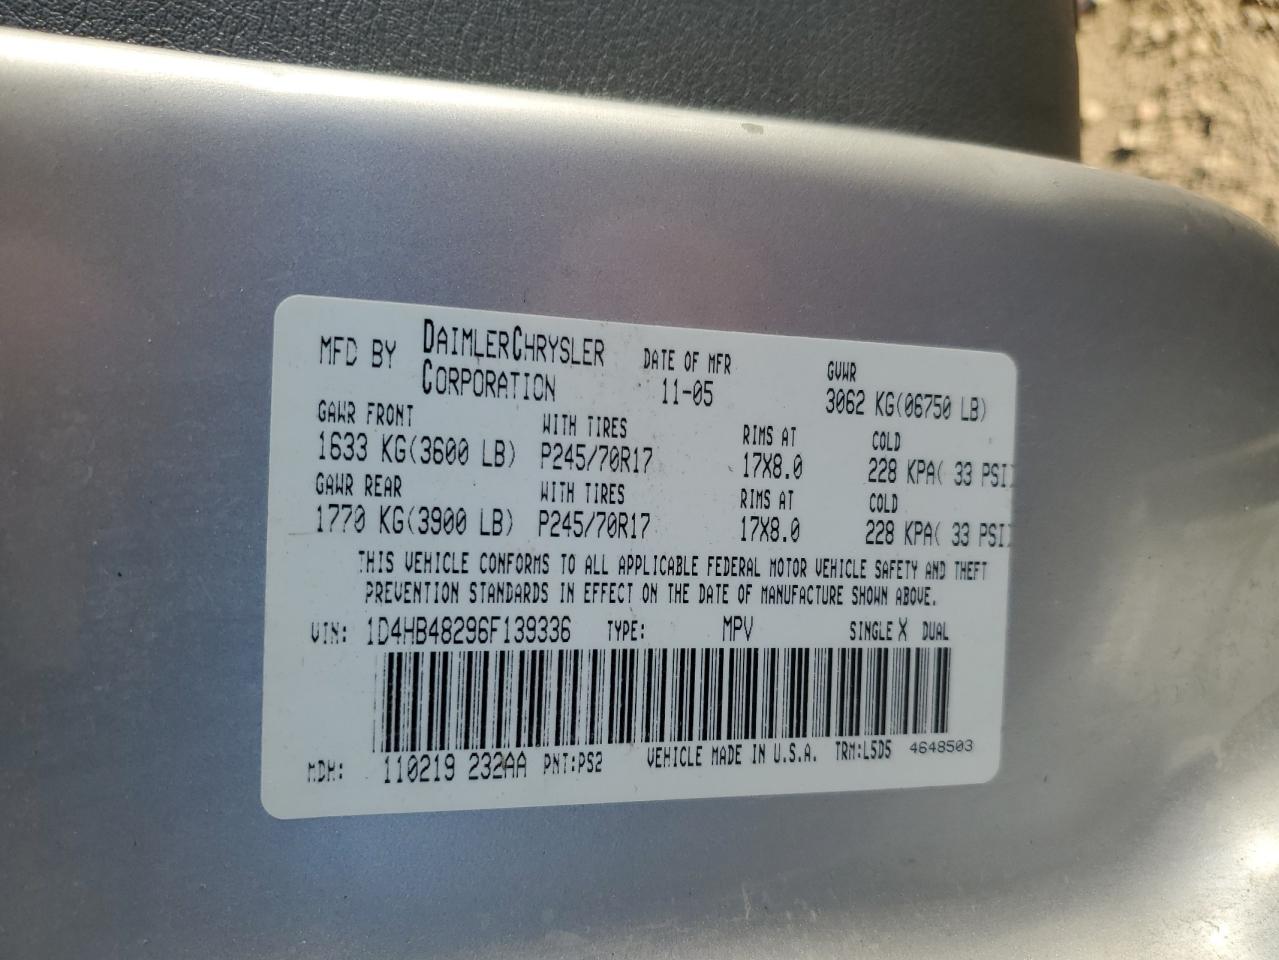 MFD BY DAIMLERCHRYSLER CORPORATION DATE OF MFR 11-05 GVWR 3062 KG(06750 LB)
GAWR FRONT WITH TIRES RIMS AT COLD
1633 KG(3600 LB) P245/70R17 17X8.0 228 KPA( 33 PSI)
GAWR REAR WITH TIRES RIMS AT COLD
1770 KG(3900 LB) P245/70R17 17X8.0 228 KPA( 33 PSI)
THIS VEHICLE CONFORMS TO ALL APPLICABLE FEDERAL MOTOR VEHICLE SAFETY AND THEFT
PREVENTION STANDARDS IN EFFECT ON THE DATE OF MANUFACTURE SHOWN ABOVE.
VIN: 1D4HB48296F139336 TYPE: MPV SINGLE X DUAL
MDH: 110219 232AA PNT:PS2 VEHICLE MADE IN U.S.A. TRM:L5D5 4648503